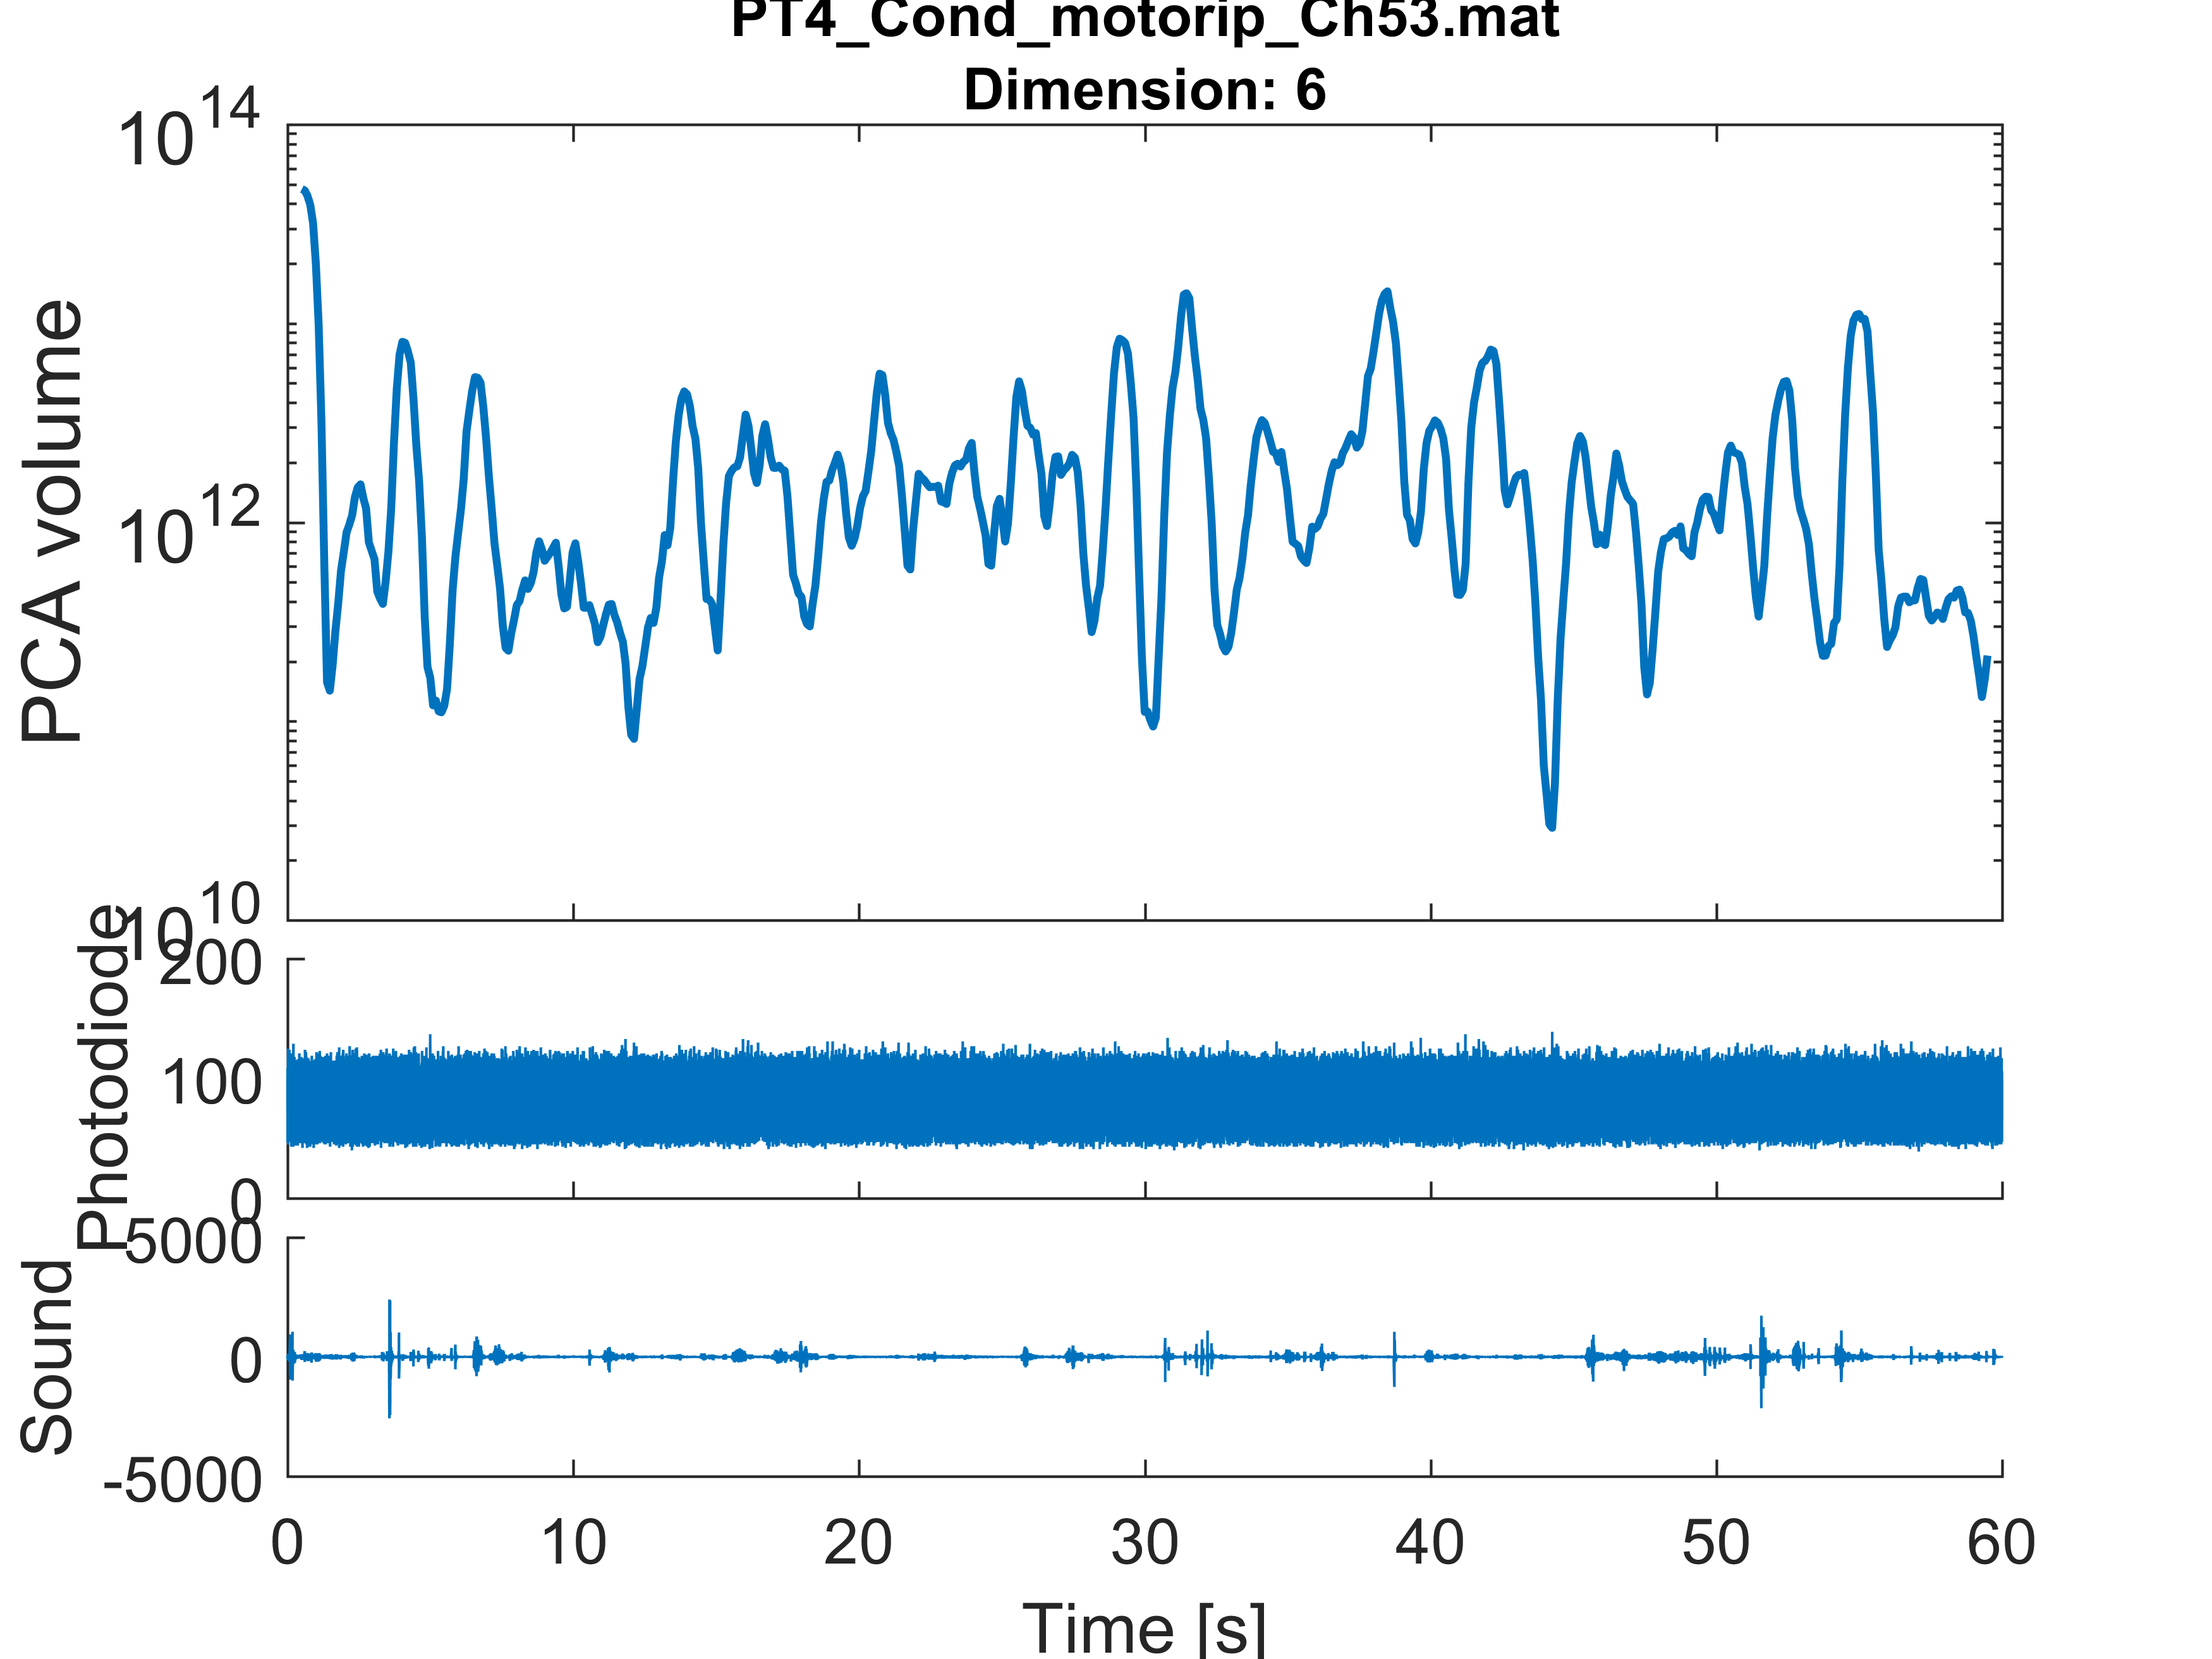 PT4_Cond_motorip_Ch53.mat
Dimension: 6
10^14
10^12
10^10
PCA volume
200
100
0
Photodiode
5000
0
-5000
Sound
0 10 20 30 40 50 60
Time [s]